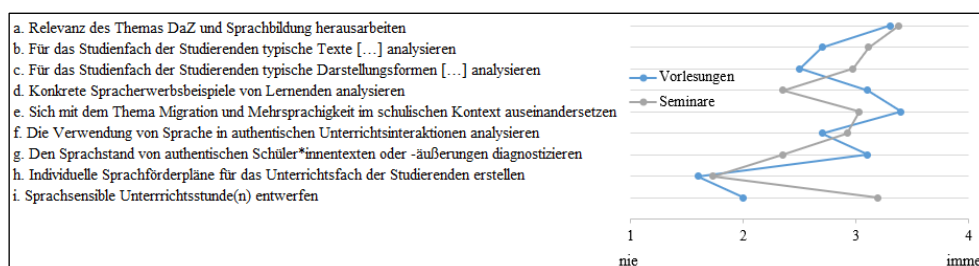 a. Relevanz des Themas DaZ und Sprachbildung herausarbeiten
b. Für das Studienfach der Studierenden typische Texte […] analysieren
c. Für das Studienfach der Studierenden typische Darstellungsformen […] analysieren
d. Konkrete Spracherwerbsbeispiele von Lernenden analysieren
e. Sich mit dem Thema Migration und Mehrsprachigkeit im schulischen Kontext auseinandersetzen
f. Die Verwendung von Sprache in authentischen Unterrichtsinteraktionen analysieren
g. Den Sprachstand von authentischen Schüler*innentexten oder -äußerungen diagnostizieren
h. Individuelle Sprachförderpläne für das Unterrichtsfach der Studierenden erstellen
i. Sprachsensible Unterrrichtsstunde(n) entwerfen
Vorlesungen
Seminare
1 2 3 4
nie imme